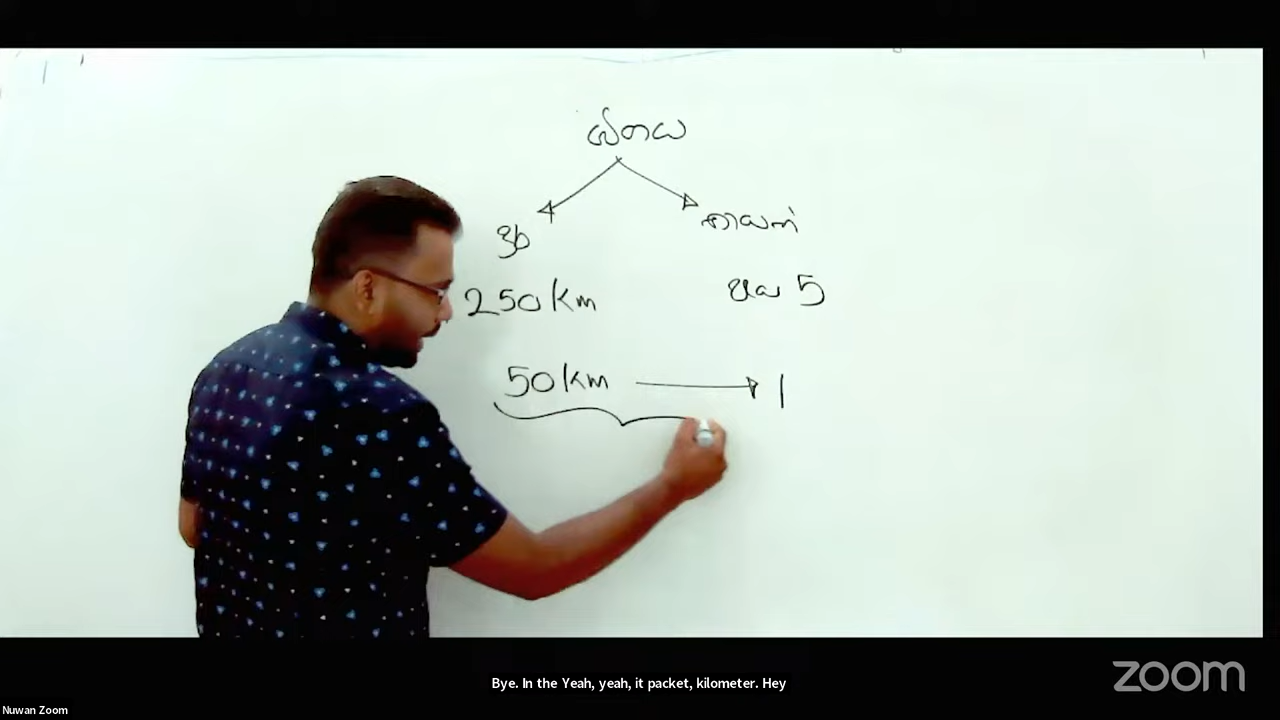 වේගය
දුර
කාලය
250 km
පැය 5
50 km → 1
Bye. In the Yeah, yeah, it packet, kilometer. Hey
zoom
Nuwan Zoom